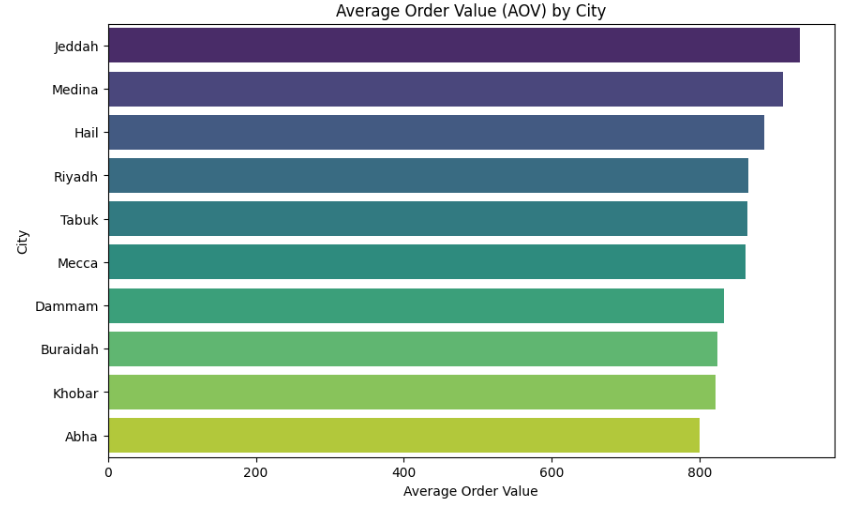 Average Order Value (AOV) by City
Jeddah
Medina
Hail
Riyadh
Tabuk
Mecca
Dammam
Buraidah
Khobar
Abha
City
0 200 400 600 800
Average Order Value